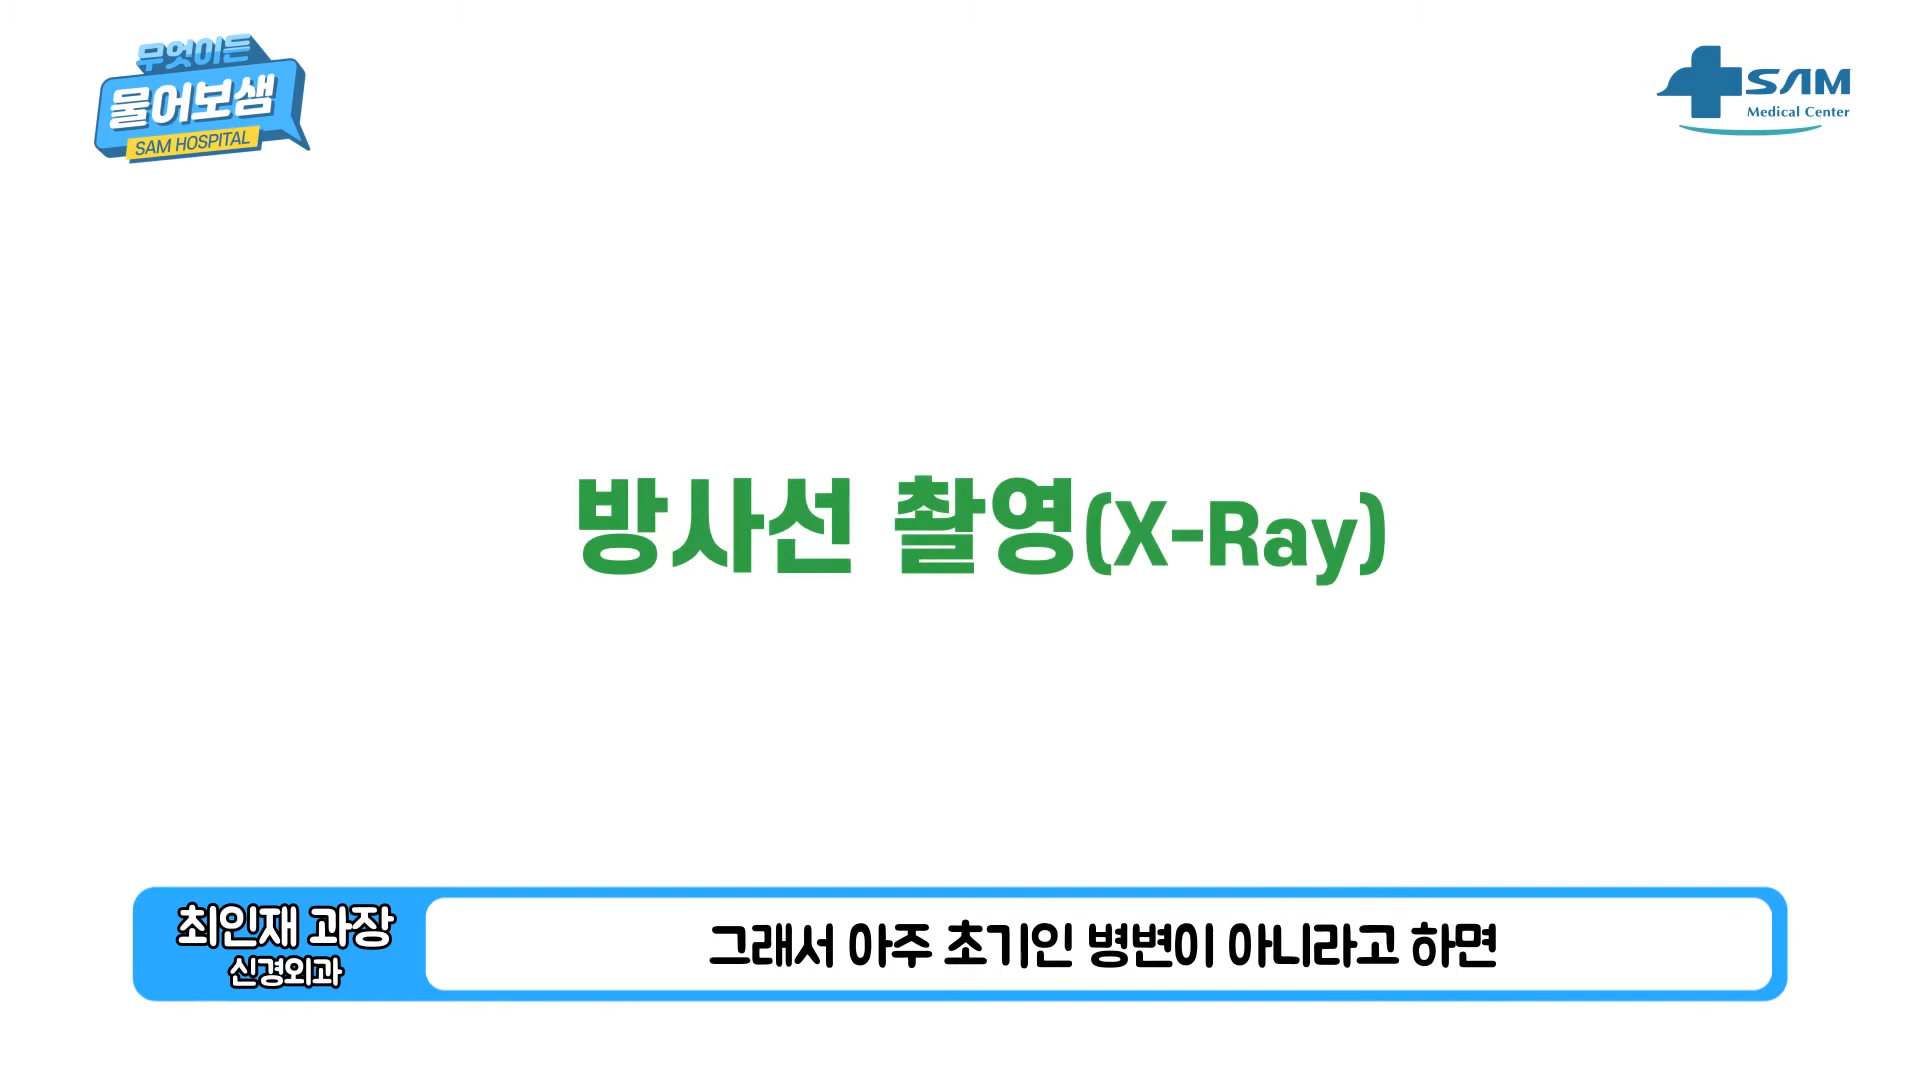 무엇이든
물어보샘
SAM HOSPITAL
SAM
Medical Center
방사선 촬영(X-Ray)
최인재 과장
신경외과
그래서 아주 초기인 병변이 아니라고 하면